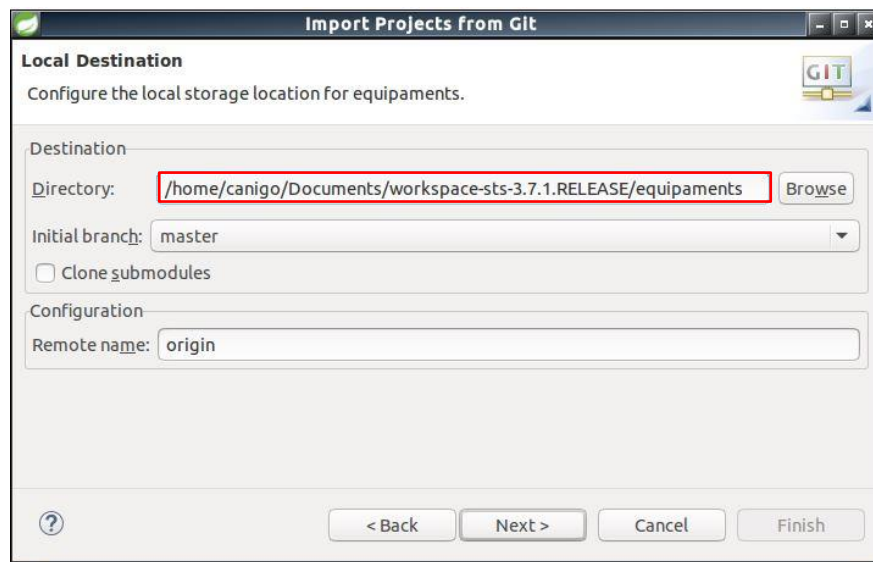 Import Projects from Git
Local Destination
Configure the local storage location for equipaments.
GIT
Destination
Directory: /home/canigo/Documents/workspace-sts-3.7.1.RELEASE/equipaments Browse
Initial branch: master
Clone submodules
Configuration
Remote name: origin
? < Back Next > Cancel Finish